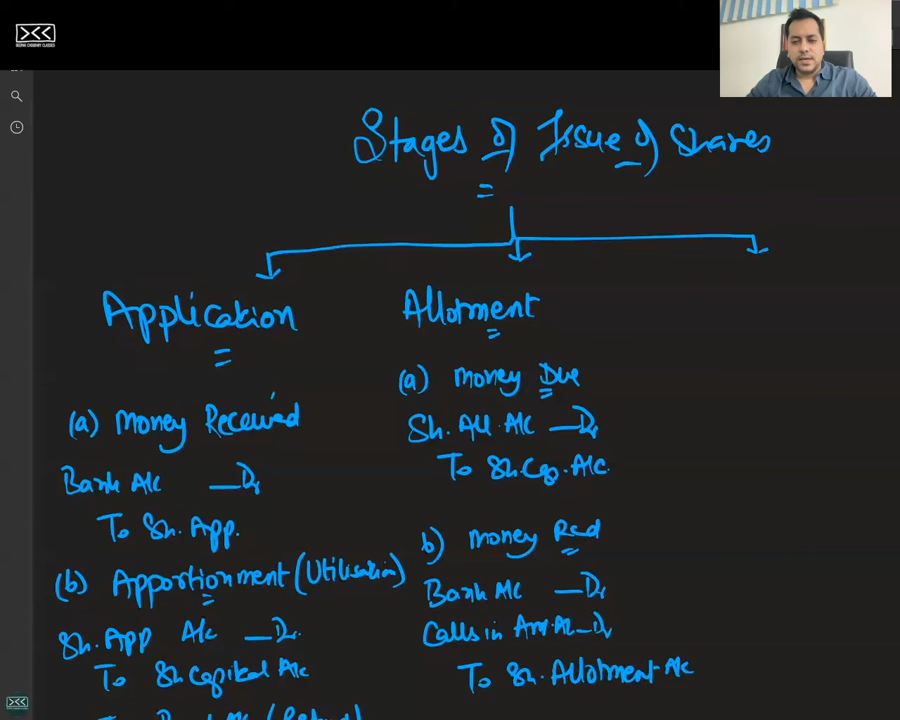 Stages of Issue of Shares
Application
(a) Money Received
Bank A/c — Dr
To Sh. App.
(b) Apportionment (Utilisation)
Sh. App A/c — Dr.
To Sh Capital A/c
Allotment
(a) Money Due
Sh. All. A/c — Dr
To Sh. Cap. A/c.
b) Money Rcd
Bank A/c — Dr
Calls in Arr. A/c — Dr
To Sh. Allotment A/c